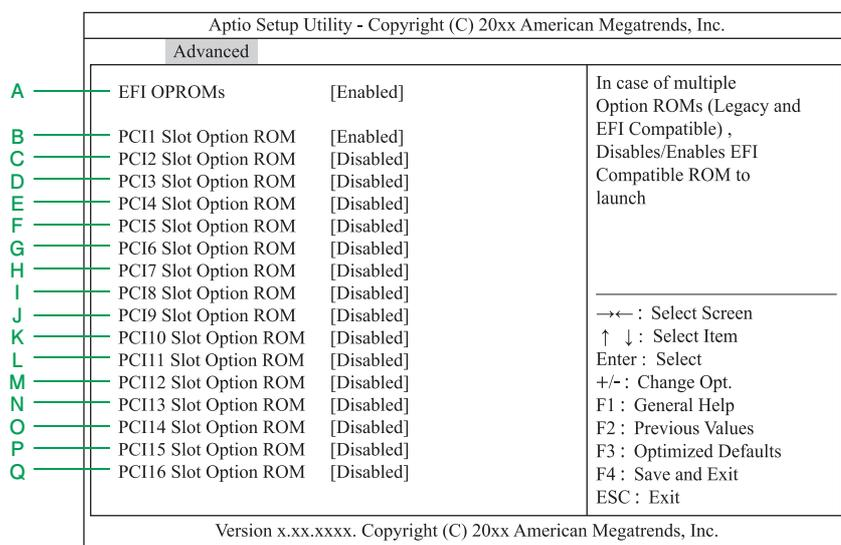 Aptio Setup Utility - Copyright (C) 20xx American Megatrends, Inc.
Advanced
A EFI OPROMs [Enabled]
B PCI1 Slot Option ROM [Enabled]
C PCI2 Slot Option ROM [Disabled]
D PCI3 Slot Option ROM [Disabled]
E PCI4 Slot Option ROM [Disabled]
F PCI5 Slot Option ROM [Disabled]
G PCI6 Slot Option ROM [Disabled]
H PCI7 Slot Option ROM [Disabled]
I PCI8 Slot Option ROM [Disabled]
J PCI9 Slot Option ROM [Disabled]
K PCI10 Slot Option ROM [Disabled]
L PCI11 Slot Option ROM [Disabled]
M PCI12 Slot Option ROM [Disabled]
N PCI13 Slot Option ROM [Disabled]
O PCI14 Slot Option ROM [Disabled]
P PCI15 Slot Option ROM [Disabled]
Q PCI16 Slot Option ROM [Disabled]
In case of multiple
Option ROMs (Legacy and
EFI Compatible) ,
Disables/Enables EFI
Compatible ROM to
launch
→← : Select Screen
↑ ↓ : Select Item
Enter : Select
+/- : Change Opt.
F1 : General Help
F2 : Previous Values
F3 : Optimized Defaults
F4 : Save and Exit
ESC : Exit
Version x.xx.xxxx. Copyright (C) 20xx American Megatrends, Inc.